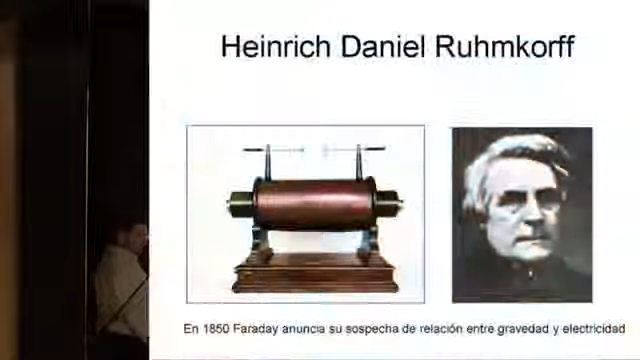 Heinrich Daniel Ruhmkorff
En 1850 Faraday anuncia su sospecha de relación entre gravedad y electricidad